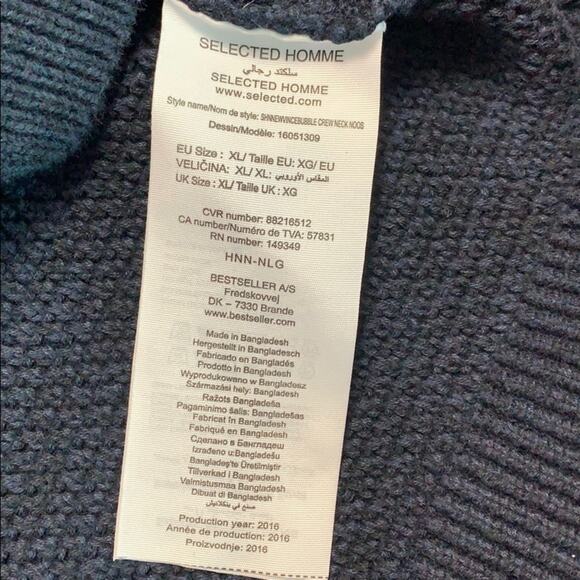 SELECTED HOMME
سلكتد رجالي
SELECTED HOMME
www.selected.com
Style name/Nom de style: SHNNEWVINCEBUBBLE CREW NECK NOOS
Dessin/Modèle: 16051309
EU Size : XL/ Taille EU: XG/ EU
VELIČINA: XL/ XL: المقاس الأوروبي
UK Size : XL/ Taille UK : XG
CVR number: 88216512
CA number/Numéro de TVA: 57831
RN number: 149349
HNN-NLG
BESTSELLER A/S
Fredskovvej
DK – 7330 Brande
www.bestseller.com
Made in Bangladesh
Hergestellt in Bangladesch
Fabricado en Bangladés
Prodotto in Bangladesh
Wyprodukowano w Bangladesz
Származási hely: Bangladesh
Ražots Bangladeša
Pagaminimo šalis: Bangladešas
Fabricat în Bangladesh
Fabriqué en Bangladesh
Сделано в Бангладеш
Izrađeno u:Bangladešu
Bangladeş'te Üretilmiştir
Tillverkad i Bangladesh
Valmistusmaa Bangladesh
Dibuat di Bangladesh
صنع في بنكلاديش
Production year: 2016
Année de production: 2016
Proizvodnje: 2016